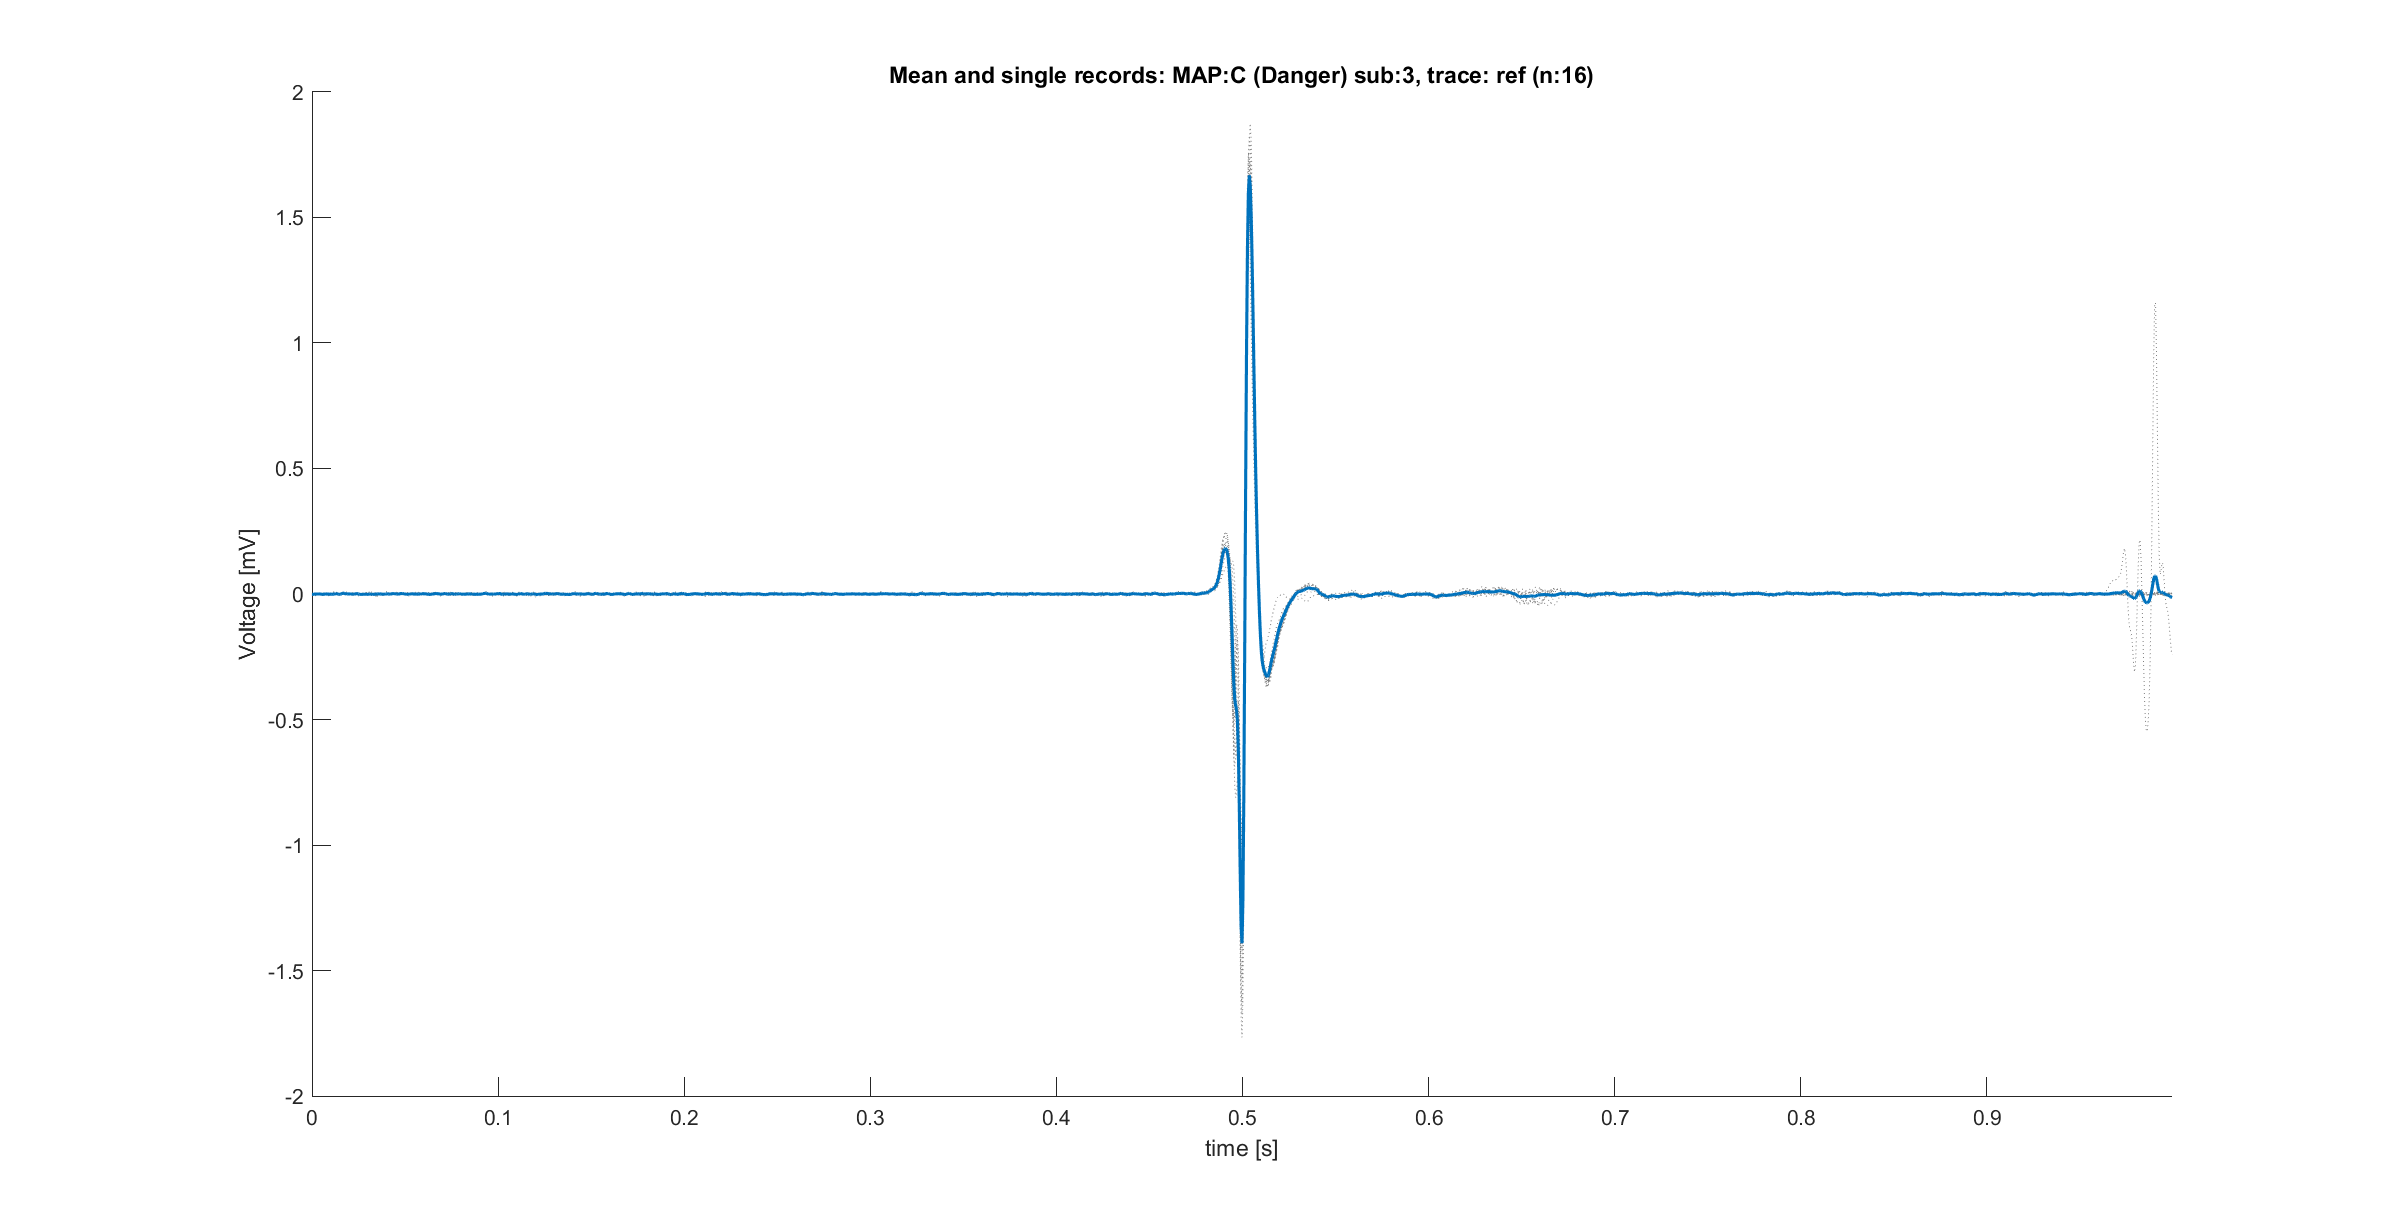 Mean and single records: MAP:C (Danger) sub:3, trace: ref (n:16)
2
1.5
1
0.5
0
-0.5
-1
-1.5
-2
Voltage [mV]
0 0.1 0.2 0.3 0.4 0.5 0.6 0.7 0.8 0.9
time [s]